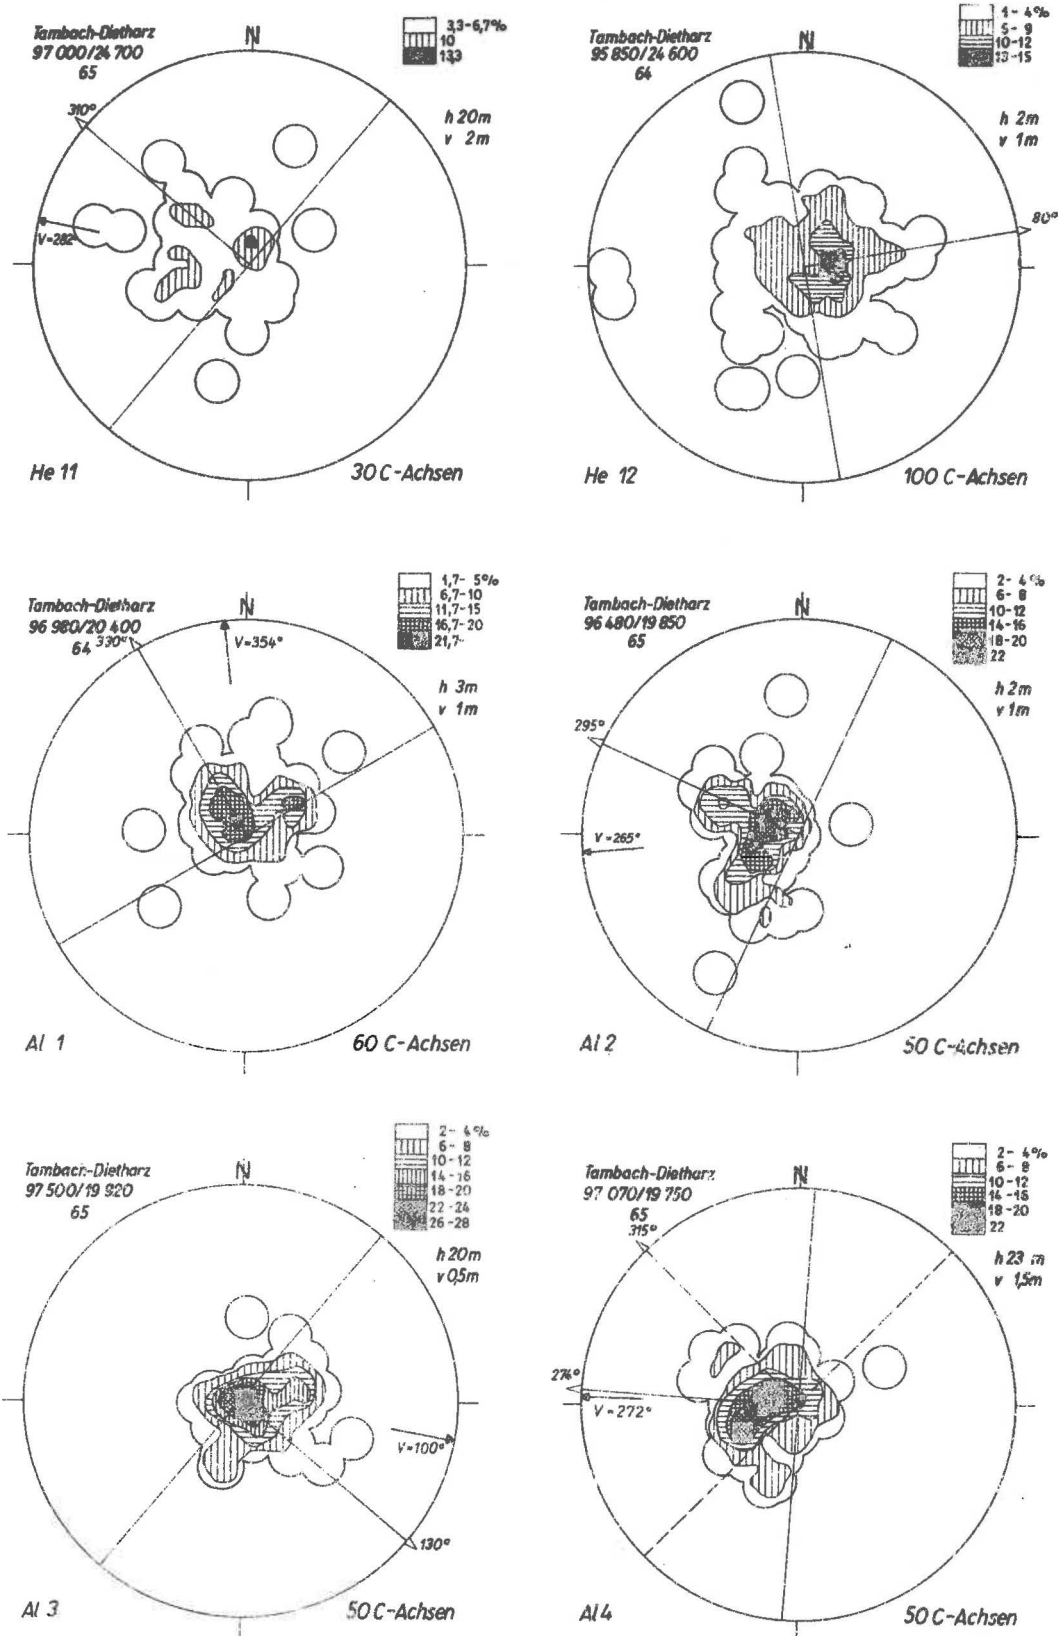 Tambach-Dietharz
97 000/24 700
65
N
3,3-6,7%
10
13,3
310°
h 20m
v 2m
V=282°
He 11
30 C-Achsen
Tambach-Dietharz
95 850/24 600
64
N
1- 4%
5- 9
10-12
13-15
h 2m
v 1m
80°
He 12
100 C-Achsen
Tambach-Dietharz
96 980/20 400
64
330°
N
V=354°
1,7- 5%
6,7-10
11,7-15
16,7-20
21,7-
h 3m
v 1m
Al 1
60 C-Achsen
Tambach-Dietharz
96 480/19 850
65
N
2- 4%
6- 8
10-12
14-16
18-20
22
h 2m
v 1m
295°
V=265°
Al 2
50 C-Achsen
Tambach-Dietharz
97 500/19 920
65
N
2- 4%
6- 8
10-12
14-16
18-20
22-24
26-28
h 20m
v 0,5m
V=100°
130°
Al 3
50 C-Achsen
Tambach-Dietharz
97 070/19 750
65
315°
N
2- 4%
6- 8
10-12
14-16
18-20
22
h 23 m
v 1,5m
274°
V=272°
Al 4
50 C-Achsen